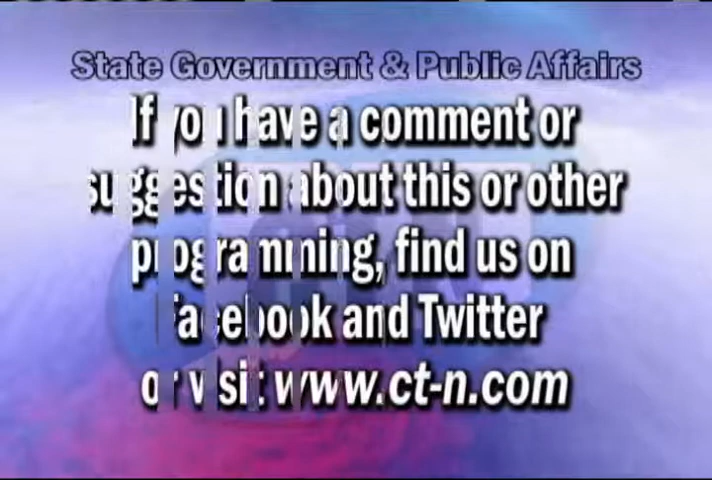 State Government & Public Affairs
If you have a comment or
suggestion about this or other
programming, find us on
Facebook and Twitter
or visit www.ct-n.com